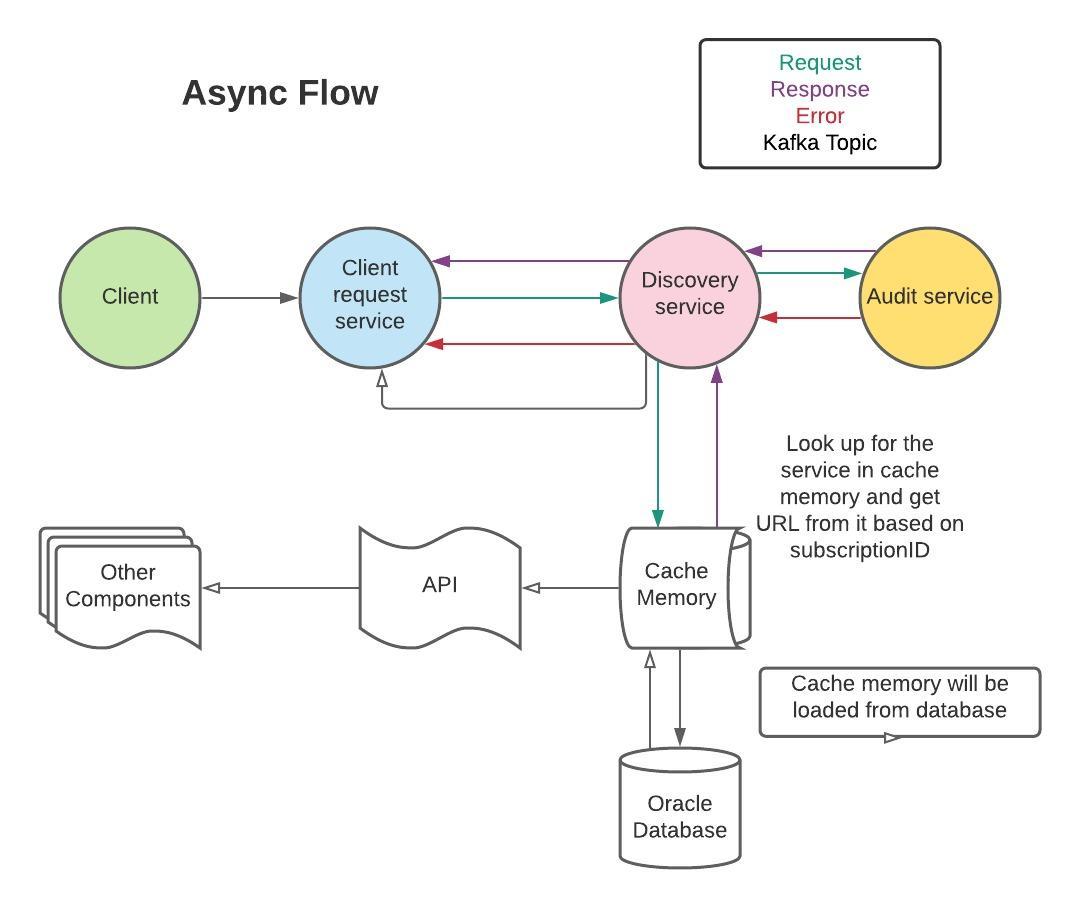 Async Flow
Request
Response
Error
Kafka Topic
Client
Client
request
service
Discovery
service
Audit service
Look up for the
service in cache
memory and get
URL from it based on
subscriptionID
Other
Components
API
Cache
Memory
Cache memory will be
loaded from database
Oracle
Database